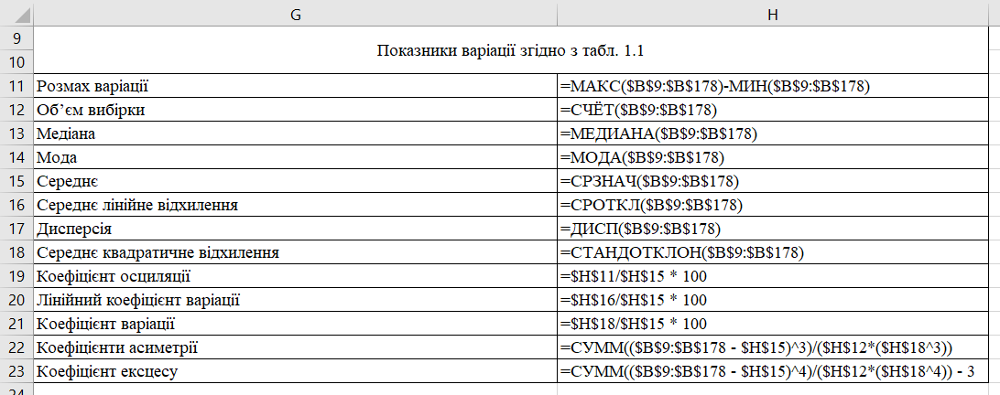 G H
9
Показники варіації згідно з табл. 1.1
10
11 Розмах варіації =МАКС($B$9:$B$178)-МИН($B$9:$B$178)
12 Об’єм вибірки =СЧЁТ($B$9:$B$178)
13 Медіана =МЕДИАНА($B$9:$B$178)
14 Мода =МОДА($B$9:$B$178)
15 Середнє =СРЗНАЧ($B$9:$B$178)
16 Середнє лінійне відхилення =СРОТКЛ($B$9:$B$178)
17 Дисперсія =ДИСП($B$9:$B$178)
18 Середнє квадратичне відхилення =СТАНДОТКЛОН($B$9:$B$178)
19 Коефіцієнт осциляції =$H$11/$H$15 * 100
20 Лінійний коефіцієнт варіації =$H$16/$H$15 * 100
21 Коефіцієнт варіації =$H$18/$H$15 * 100
22 Коефіцієнти асиметрії =СУММ(($B$9:$B$178 - $H$15)^3)/($H$12*($H$18^3))
23 Коефіцієнт ексцесу =СУММ(($B$9:$B$178 - $H$15)^4)/($H$12*($H$18^4)) - 3
24